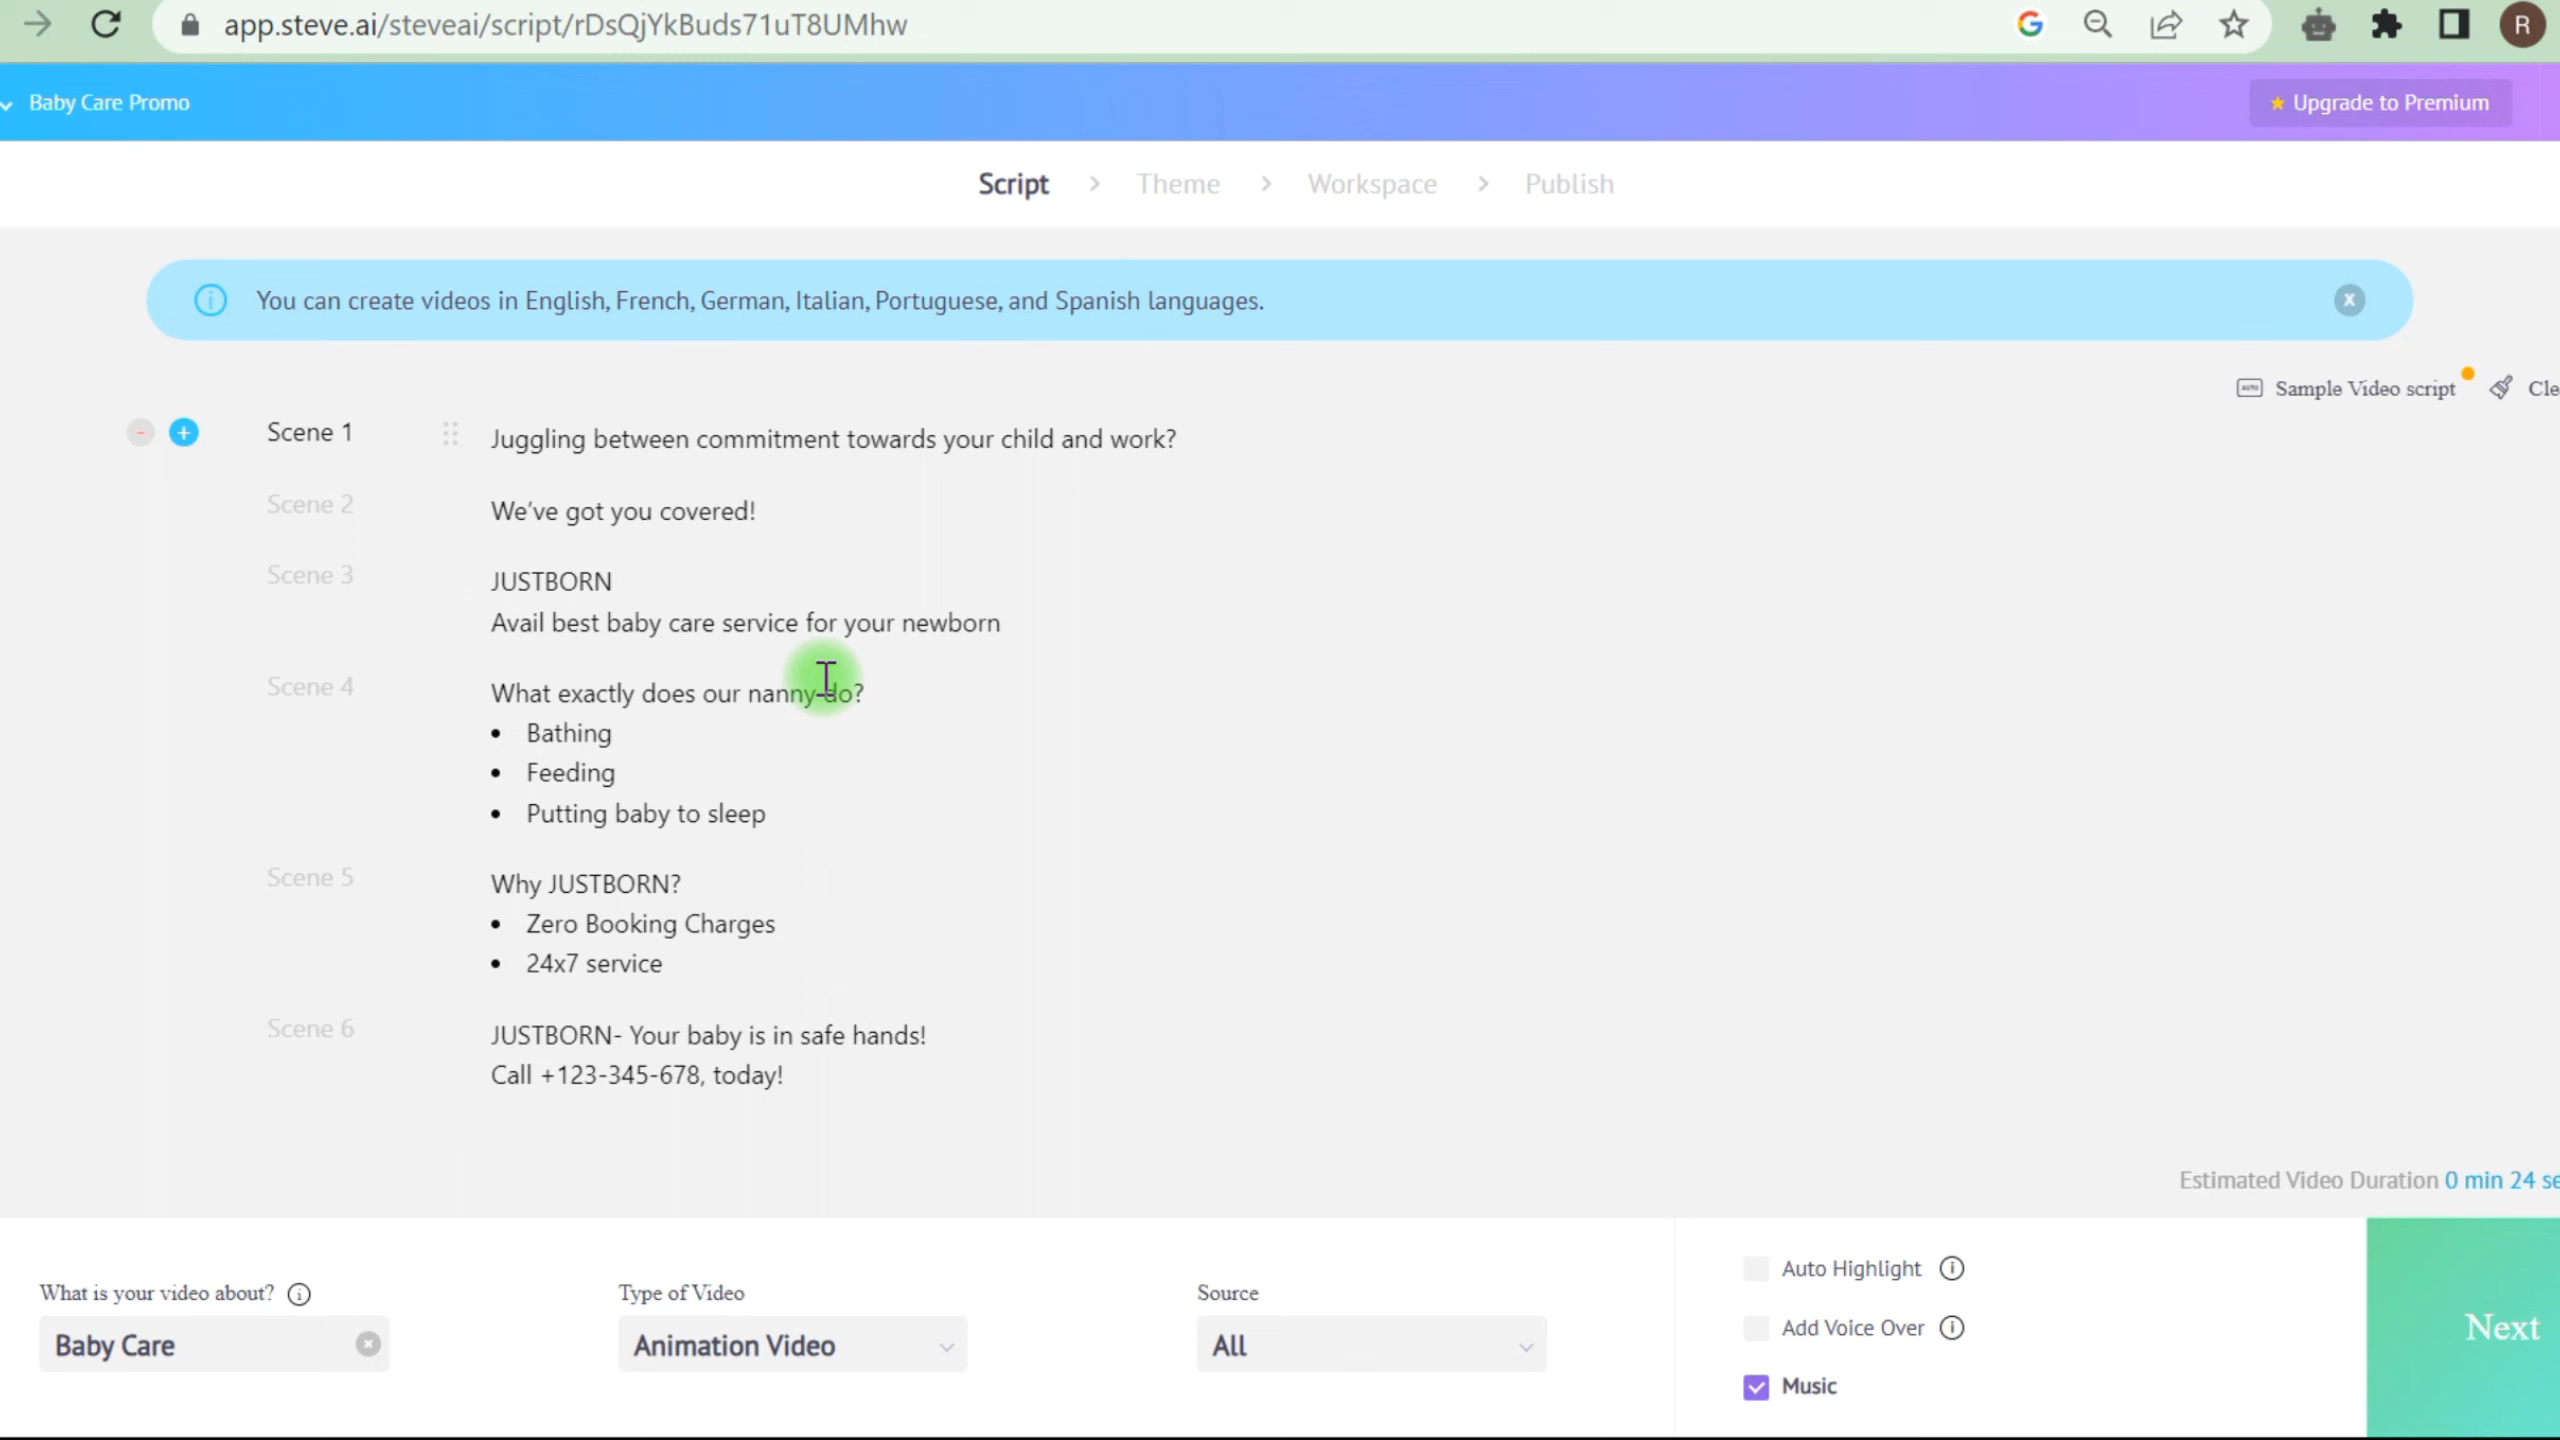 app.steve.ai/steveai/script/rDsQjYkBuds71uT8UMhw
R
Baby Care Promo
Upgrade to Premium
Script > Theme > Workspace > Publish
You can create videos in English, French, German, Italian, Portuguese, and Spanish languages.
X
AUTO Sample Video script Cle
Scene 1 Juggling between commitment towards your child and work?
Scene 2 We've got you covered!
Scene 3 JUSTBORN
Avail best baby care service for your newborn
Scene 4 What exactly does our nanny do?
• Bathing
• Feeding
• Putting baby to sleep
Scene 5 Why JUSTBORN?
• Zero Booking Charges
• 24x7 service
Scene 6 JUSTBORN- Your baby is in safe hands!
Call +123-345-678, today!
Estimated Video Duration 0 min 24 se
What is your video about?
Baby Care
Type of Video
Animation Video
Source
All
Auto Highlight
Add Voice Over
Music
Next